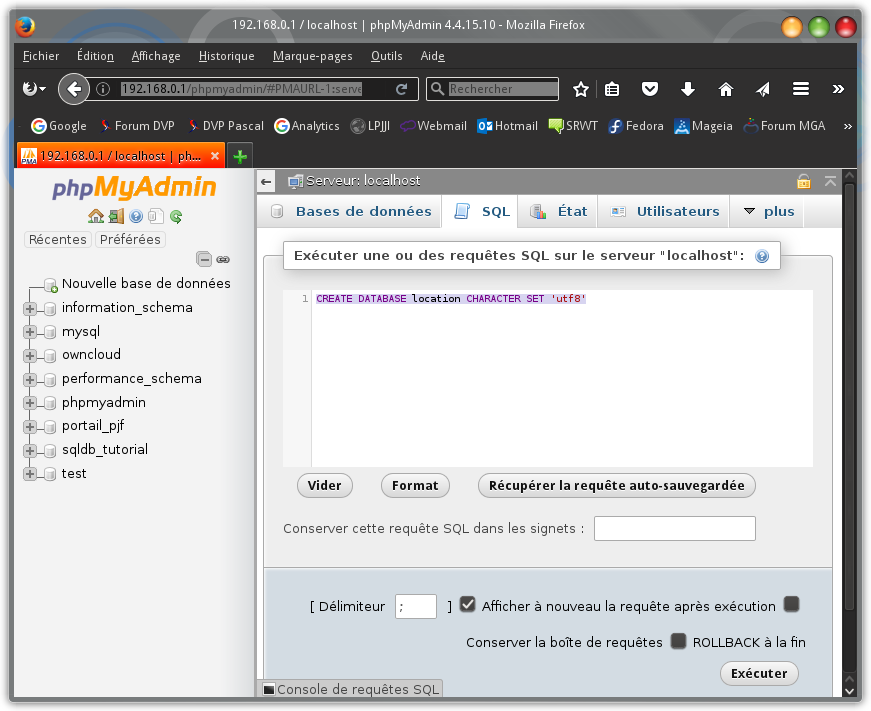 192.168.0.1 / localhost | phpMyAdmin 4.4.15.10 - Mozilla Firefox
Fichier Édition Affichage Historique Marque-pages Outils Aide
192.168.0.1/phpmyadmin/#PMAURL-1:serve Rechercher
Google Forum DVP DVP Pascal Analytics LPJJI Webmail Hotmail SRWT Fedora Mageia Forum MGA »
192.168.0.1 / localhost | ph...
phpMyAdmin
Récentes Préférées
Nouvelle base de données
information_schema
mysql
owncloud
performance_schema
phpmyadmin
portail_pjf
sqldb_tutorial
test
Serveur: localhost
Bases de données SQL État Utilisateurs plus
Exécuter une ou des requêtes SQL sur le serveur "localhost":
1 CREATE DATABASE location CHARACTER SET 'utf8'
Vider Format Récupérer la requête auto-sauvegardée
Conserver cette requête SQL dans les signets :
[ Délimiteur ; ] Afficher à nouveau la requête après exécution
Conserver la boîte de requêtes ROLLBACK à la fin
Exécuter
Console de requêtes SQL